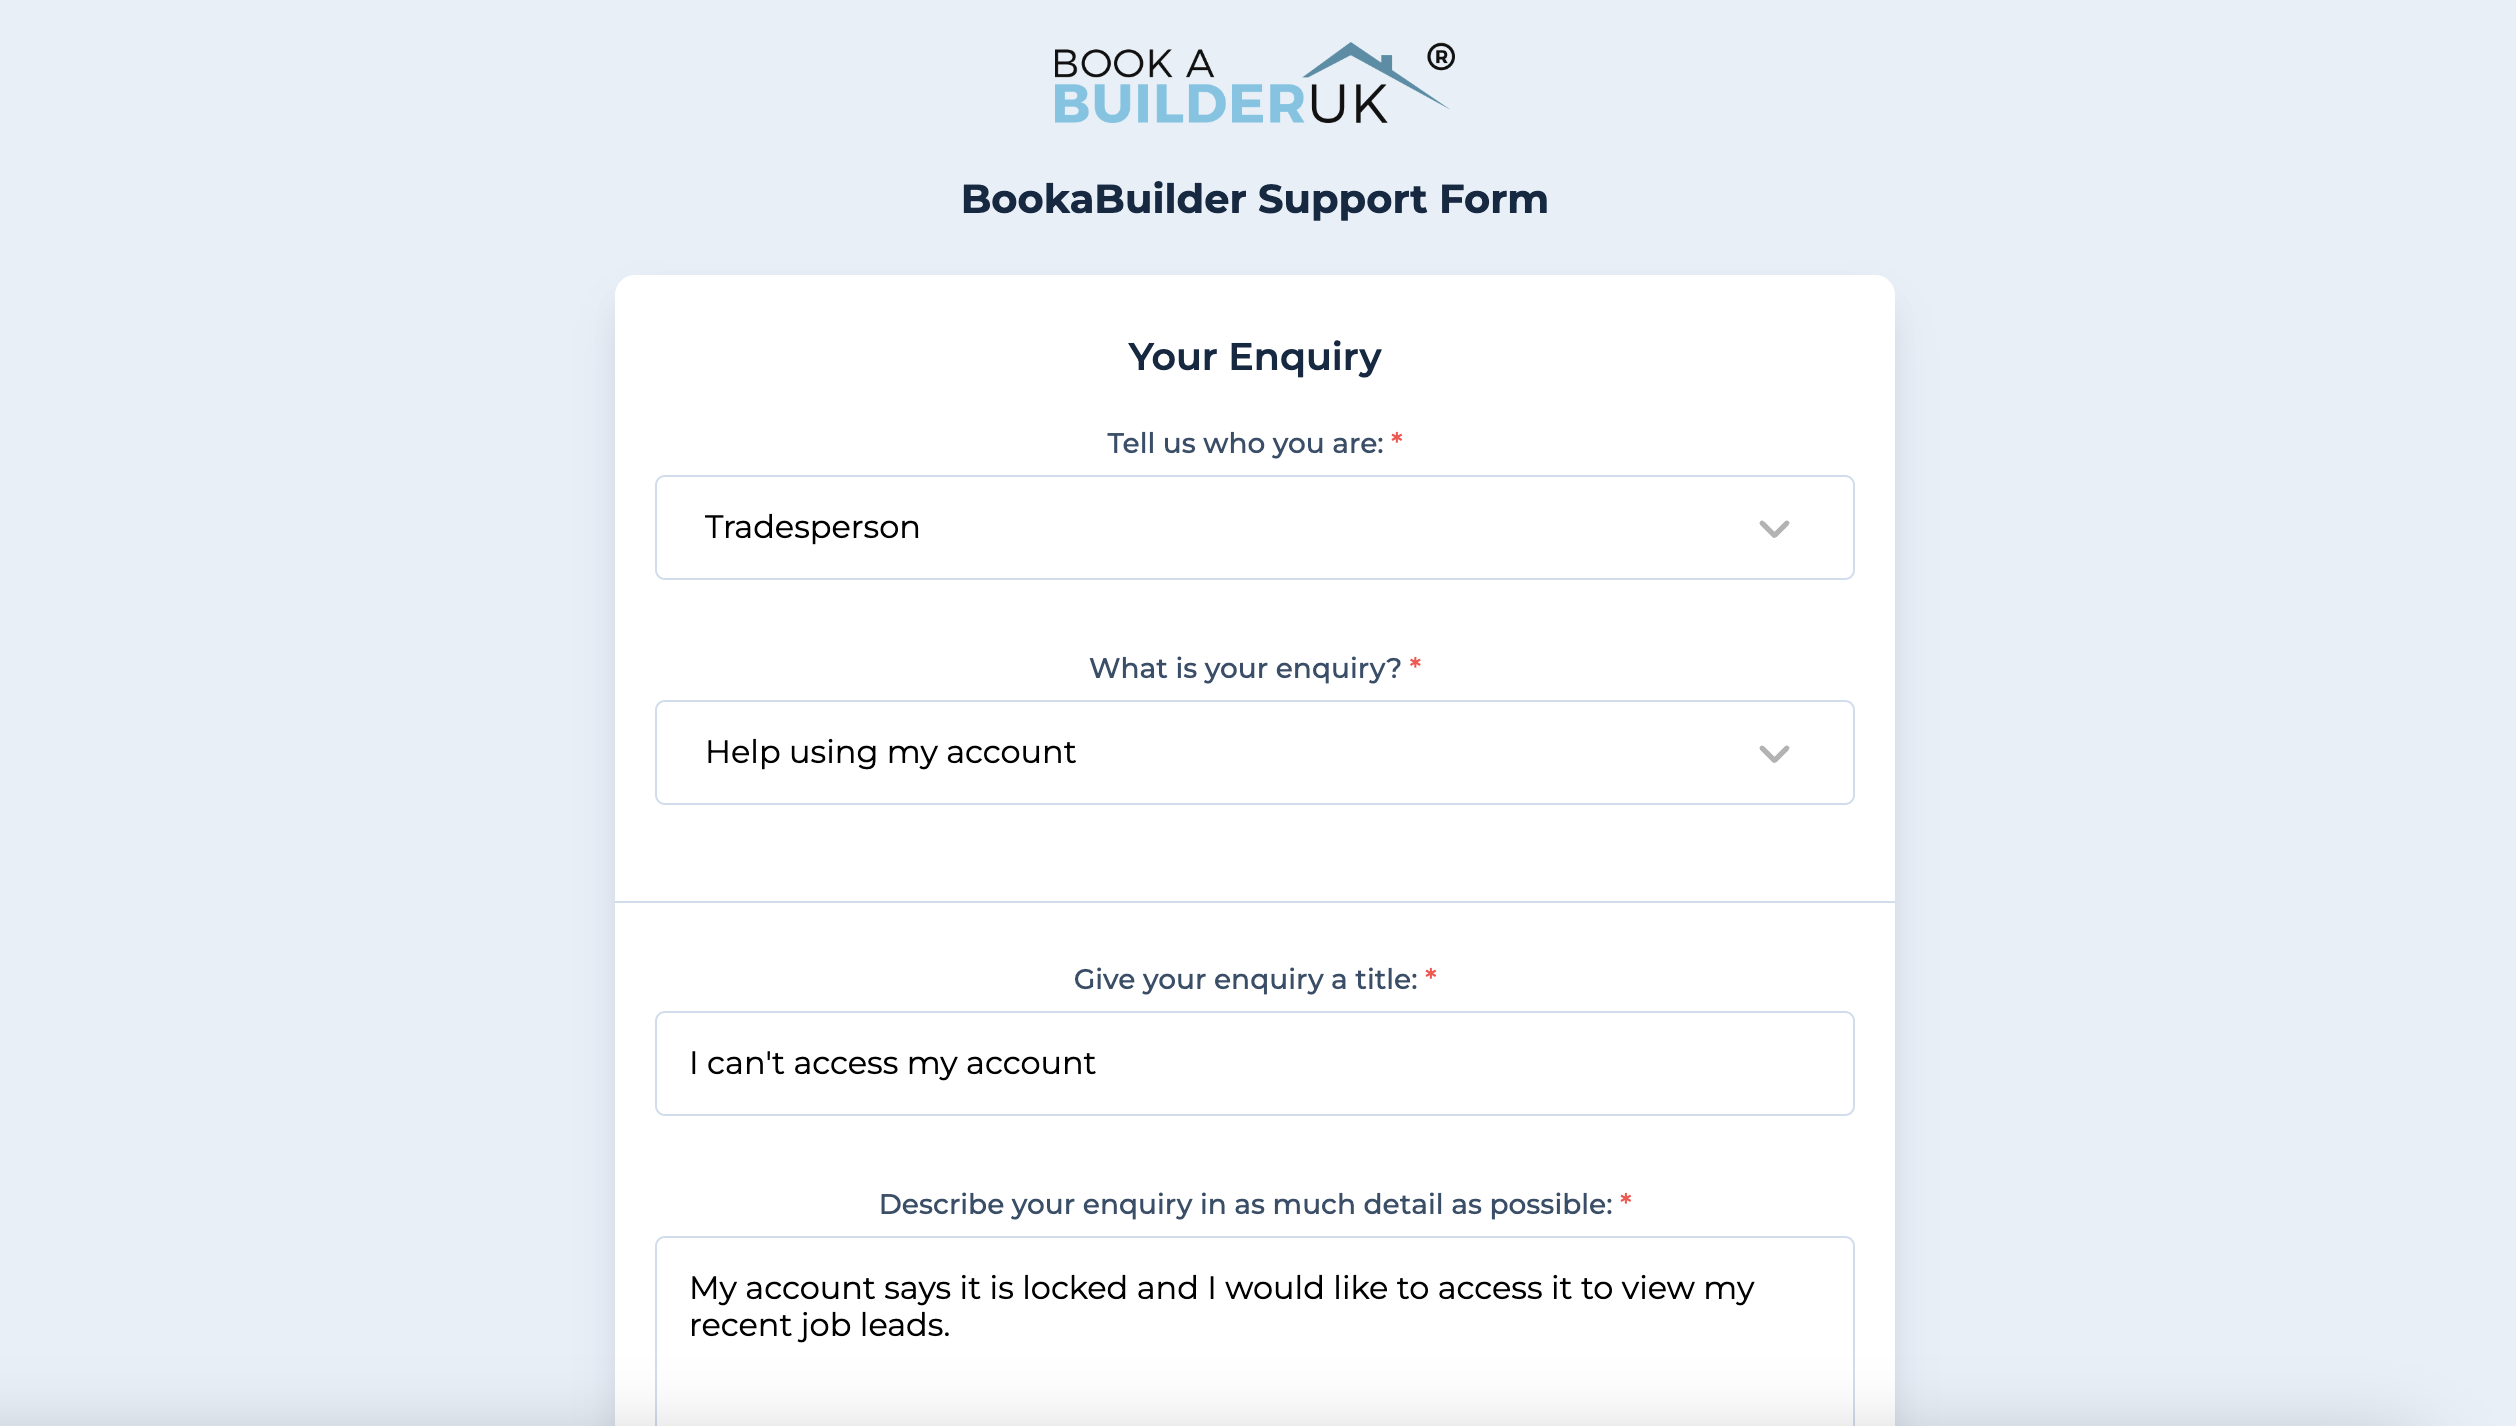 BOOK A
BUILDERUK ®
BookaBuilder Support Form
Your Enquiry
Tell us who you are: *
Tradesperson
What is your enquiry? *
Help using my account
Give your enquiry a title: *
I can't access my account
Describe your enquiry in as much detail as possible: *
My account says it is locked and I would like to access it to view my
recent job leads.